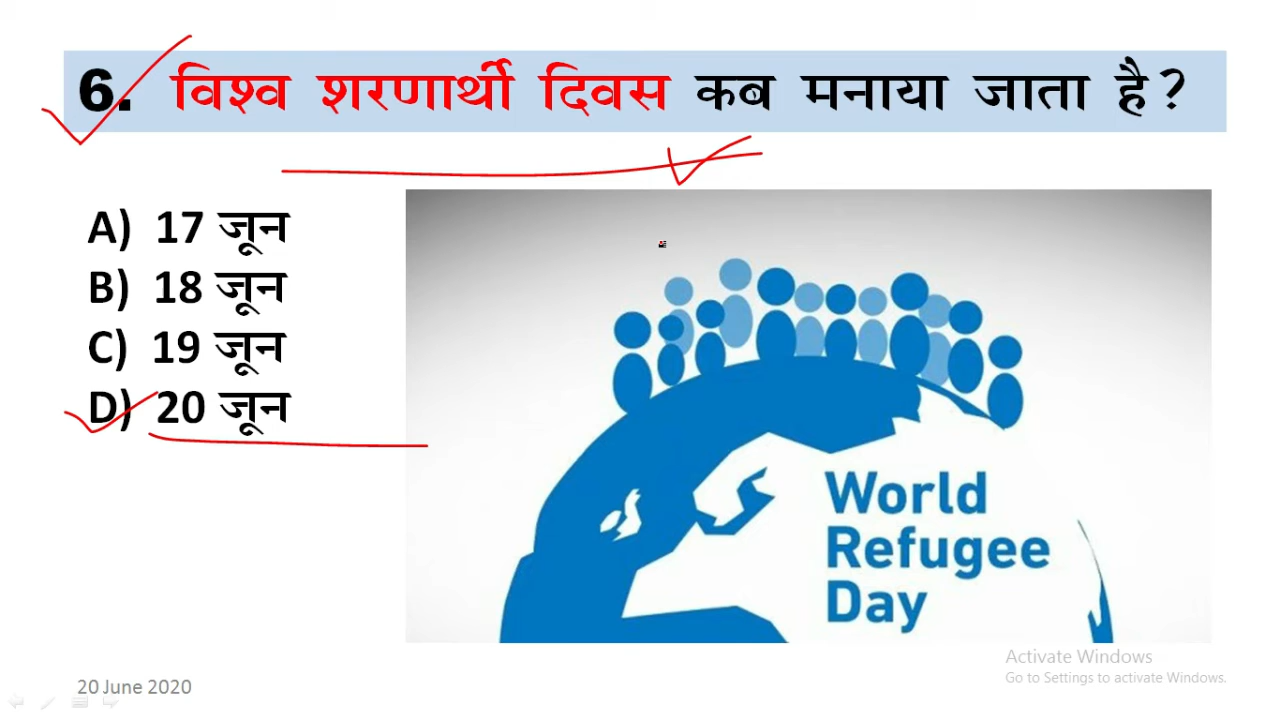 6. विश्व शरणार्थी दिवस कब मनाया जाता है?
A) 17 जून
B) 18 जून
C) 19 जून
D) 20 जून
World
Refugee
Day
Activate Windows
Go to Settings to activate Windows.
20 June 2020